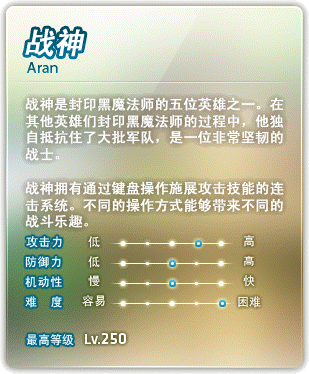 战神
Aran
战神是封印黑魔法师的五位英雄之一。在
其他英雄们封印黑魔法师的过程中，他独
自抵抗住了大批军队，是一位非常坚韧的
战士。
战神拥有通过键盘操作施展攻击技能的连
击系统。不同的操作方式能够带来不同的
战斗乐趣。
攻击力 低 高
防御力 低 高
机动性 慢 快
难 度 容易 困难
最高等级 Lv.250